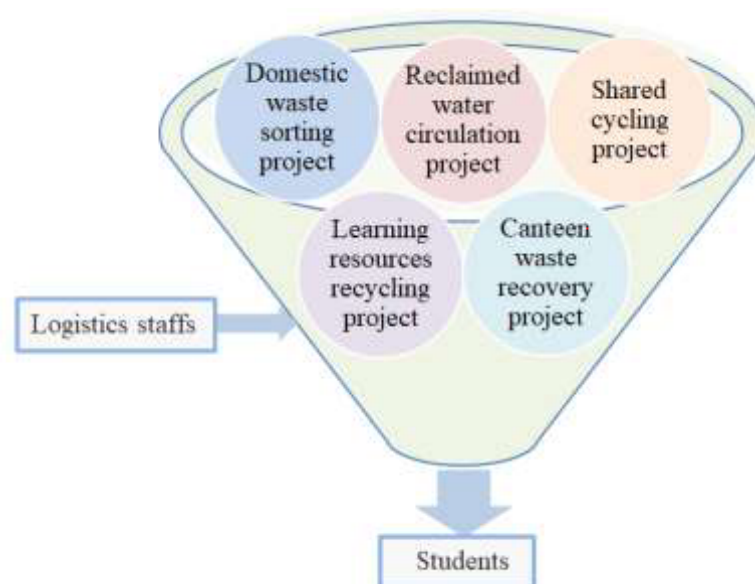 Domestic
waste
sorting
project
Reclaimed
water
circulation
project
Shared
cycling
project
Learning
resources
recycling
project
Canteen
waste
recovery
project
Logistics staffs
Students